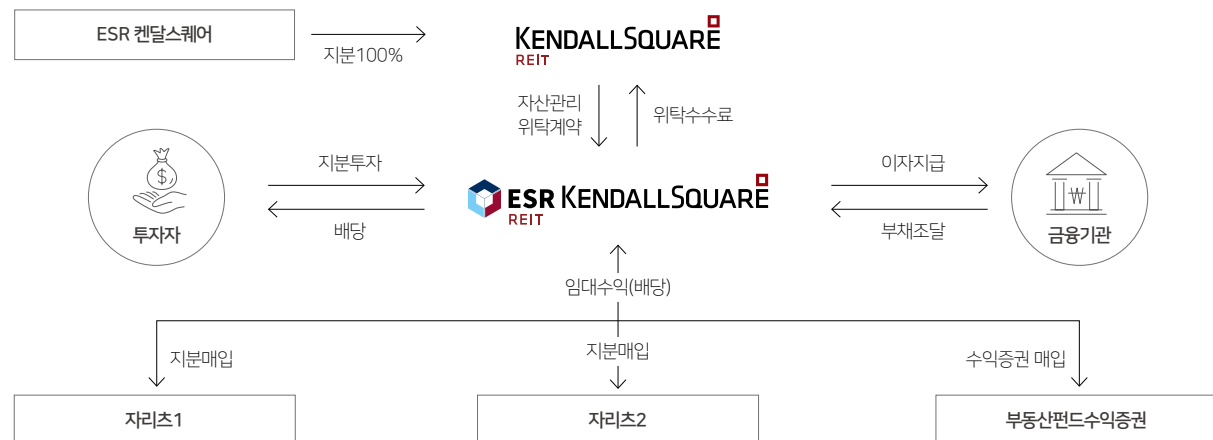 ESR 켄달스퀘어
지분100%
KENDALLSQUARE
REIT
자산관리
위탁계약
위탁수수료
투자자
지분투자
배당
ESR KENDALLSQUARE
REIT
이자지급
부채조달
금융기관
임대수익(배당)
지분매입
지분매입
수익증권 매입
자리츠1
자리츠2
부동산펀드수익증권